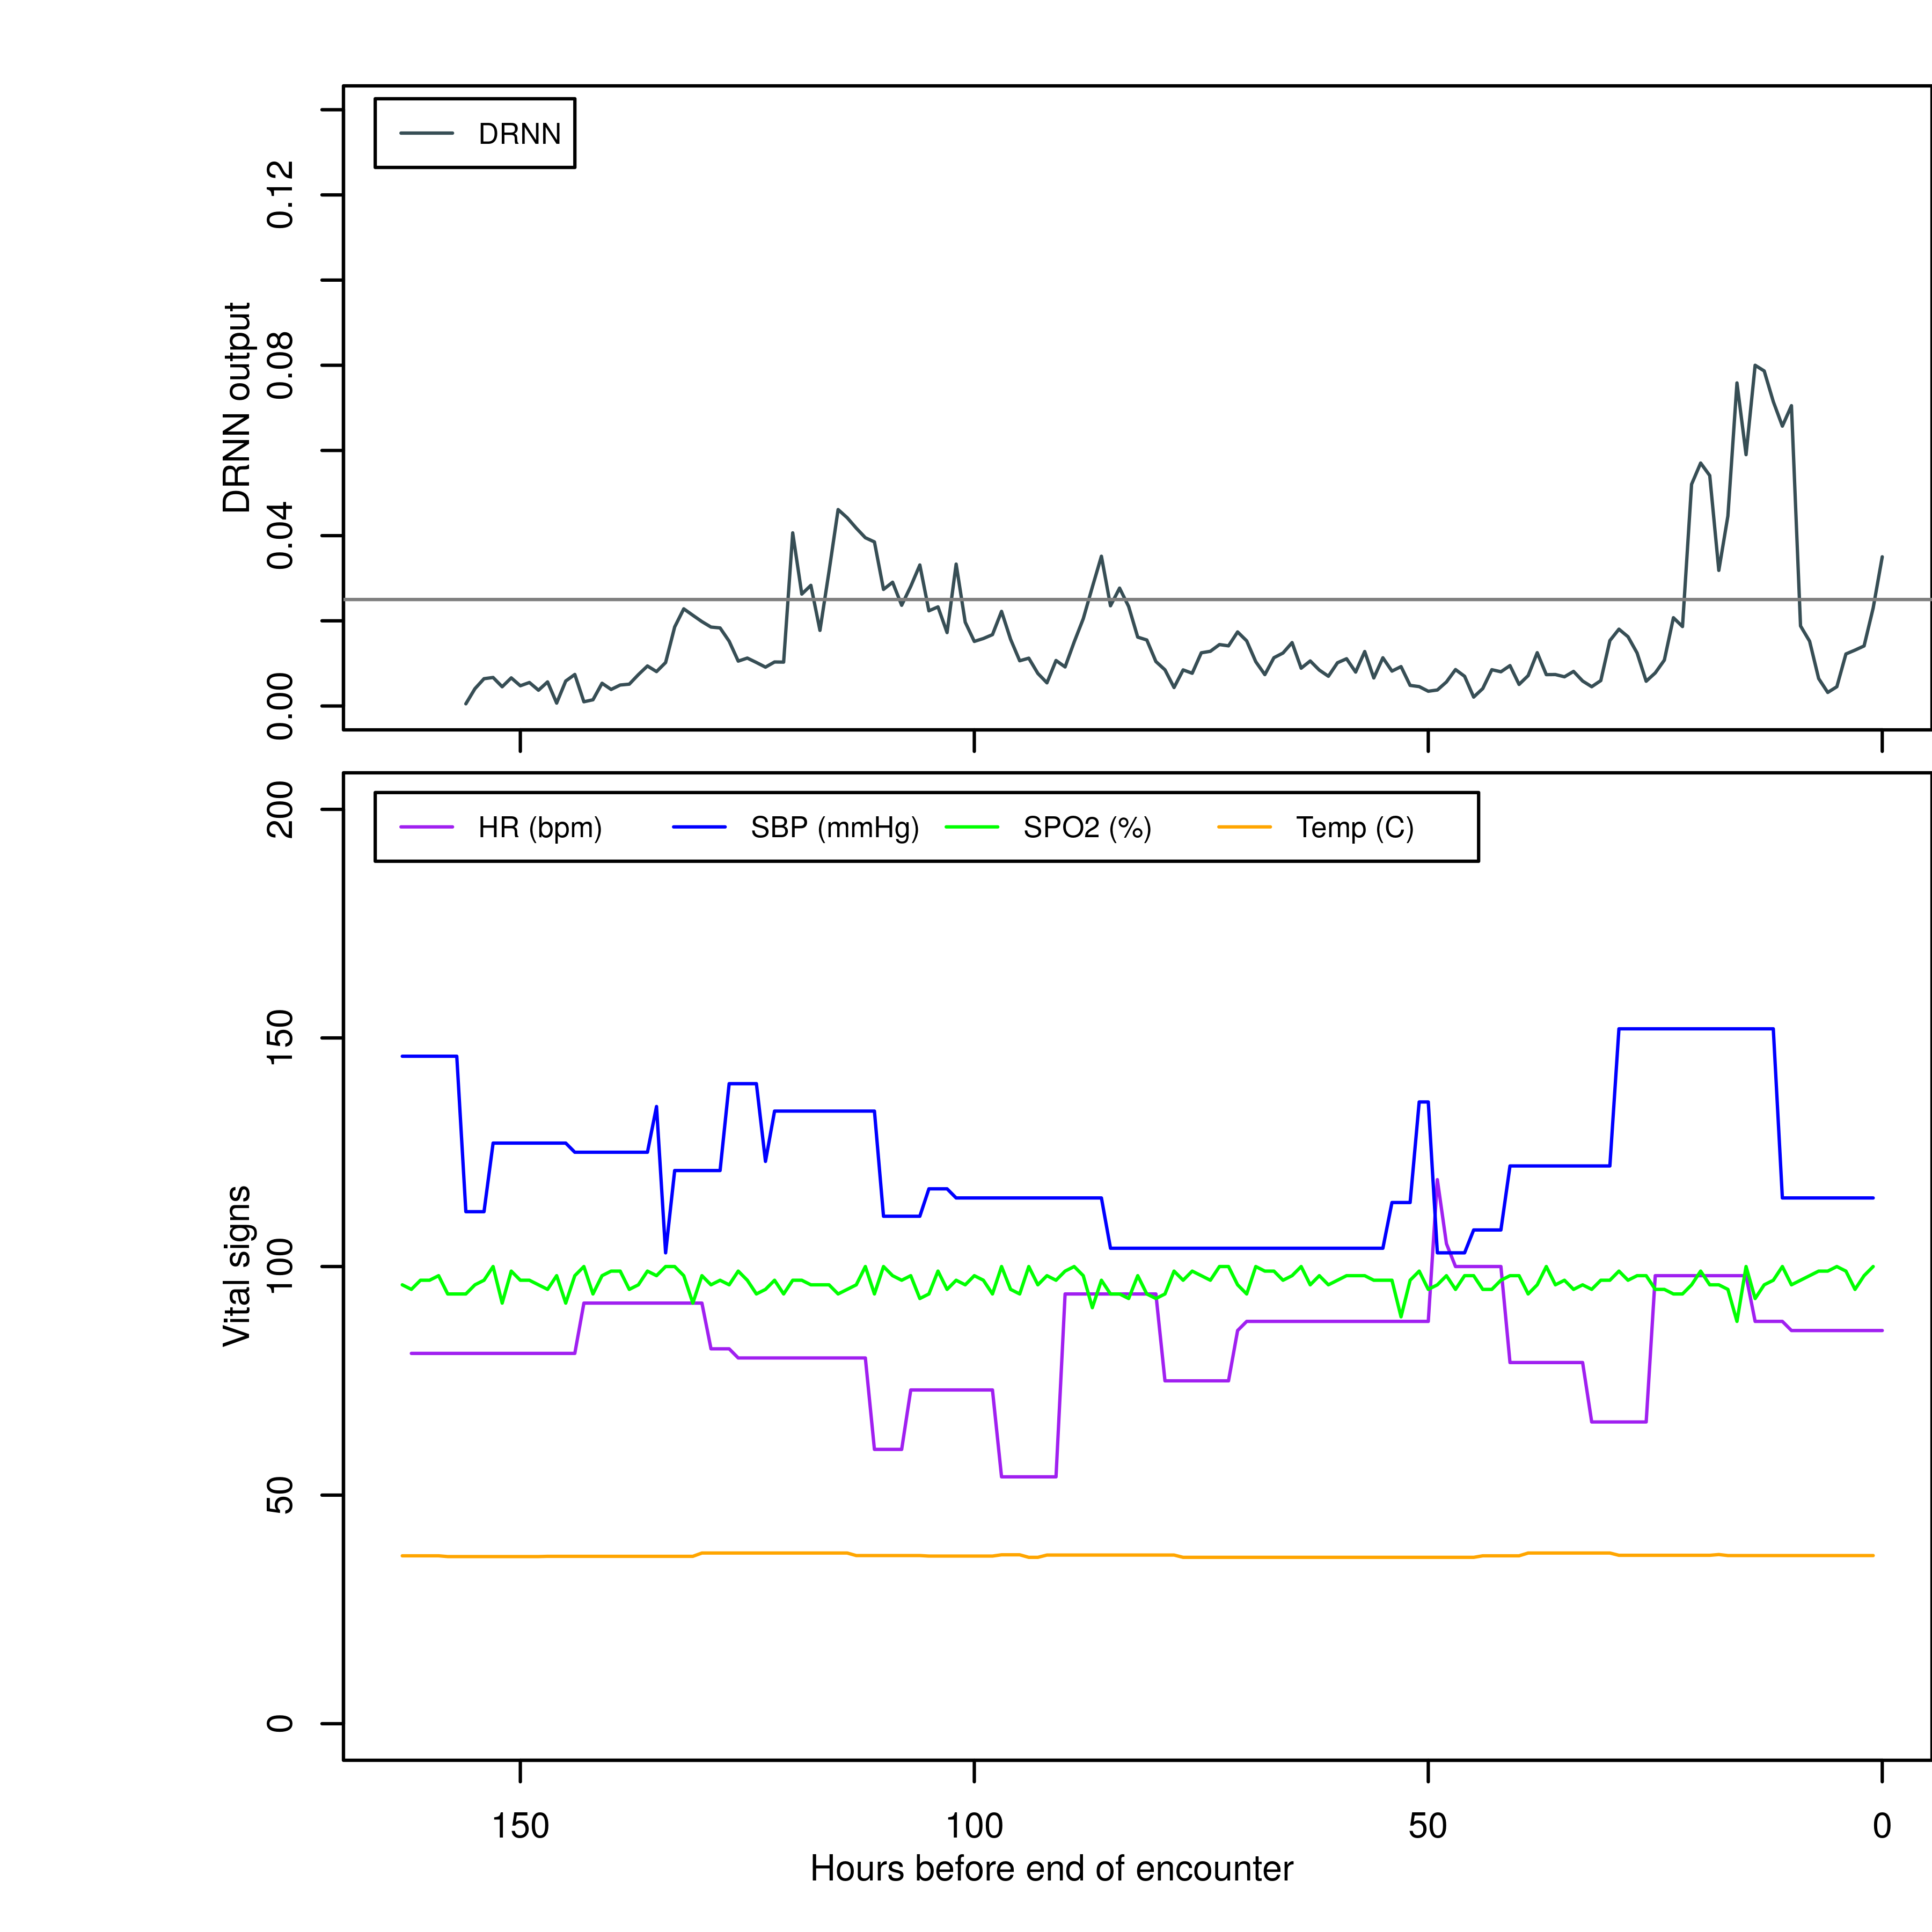 DRNN
DRNN output
0.12
0.08
0.04
0.00
HR (bpm) SBP (mmHg) SPO2 (%) Temp (C)
Vital signs
200
150
100
50
0
150 100 50 0
Hours before end of encounter